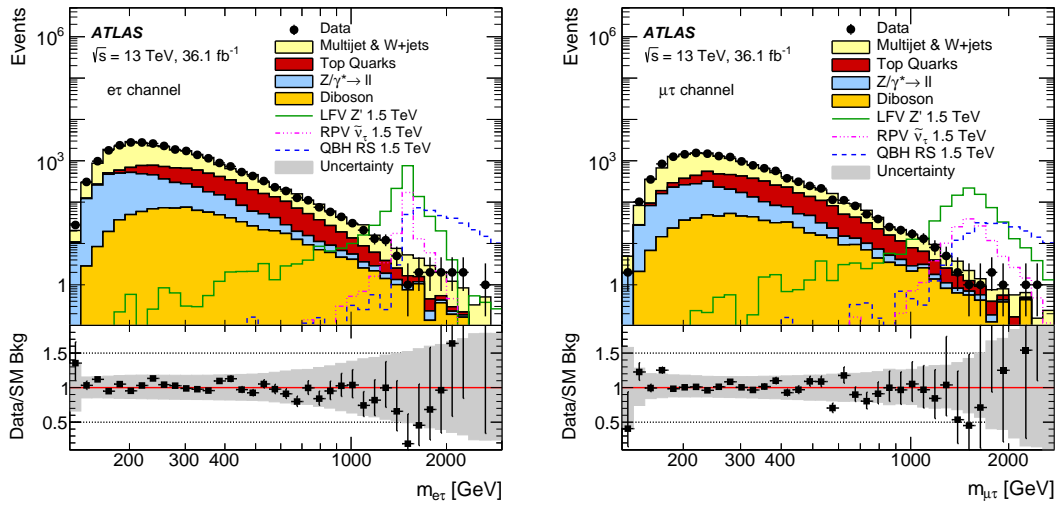 Events
10⁶
10³
1
ATLAS
√s = 13 TeV, 36.1 fb⁻¹
eτ channel
Data
Multijet & W+jets
Top Quarks
Z/γ*→ ll
Diboson
LFV Z' 1.5 TeV
RPV ν̃τ 1.5 TeV
QBH RS 1.5 TeV
Uncertainty
Data/SM Bkg
1.5
1
0.5
200 300 400 1000 2000
m_eτ [GeV]
Events
10⁶
10³
1
ATLAS
√s = 13 TeV, 36.1 fb⁻¹
μτ channel
Data
Multijet & W+jets
Top Quarks
Z/γ*→ ll
Diboson
LFV Z' 1.5 TeV
RPV ν̃τ 1.5 TeV
QBH RS 1.5 TeV
Uncertainty
Data/SM Bkg
1.5
1
0.5
200 300 400 1000 2000
m_μτ [GeV]